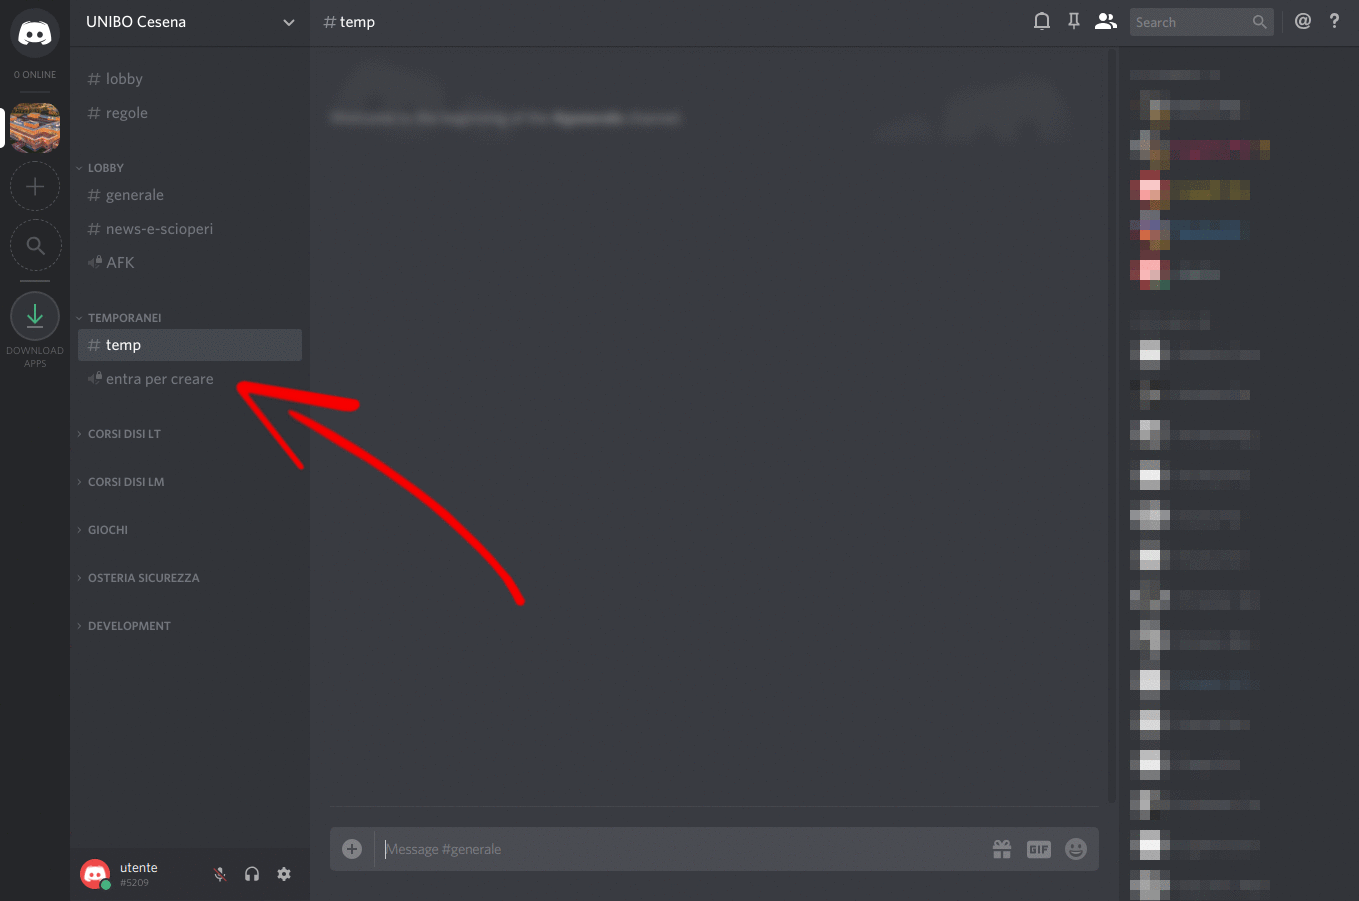 UNIBO Cesena
# temp
Search
@
?
0 ONLINE
# lobby
# regole
LOBBY
# generale
# news-e-scioperi
AFK
TEMPORANEI
# temp
entra per creare
DOWNLOAD
APPS
CORSI DISI LT
CORSI DISI LM
GIOCHI
OSTERIA SICUREZZA
DEVELOPMENT
Message #generale
GIF
utente
#5209